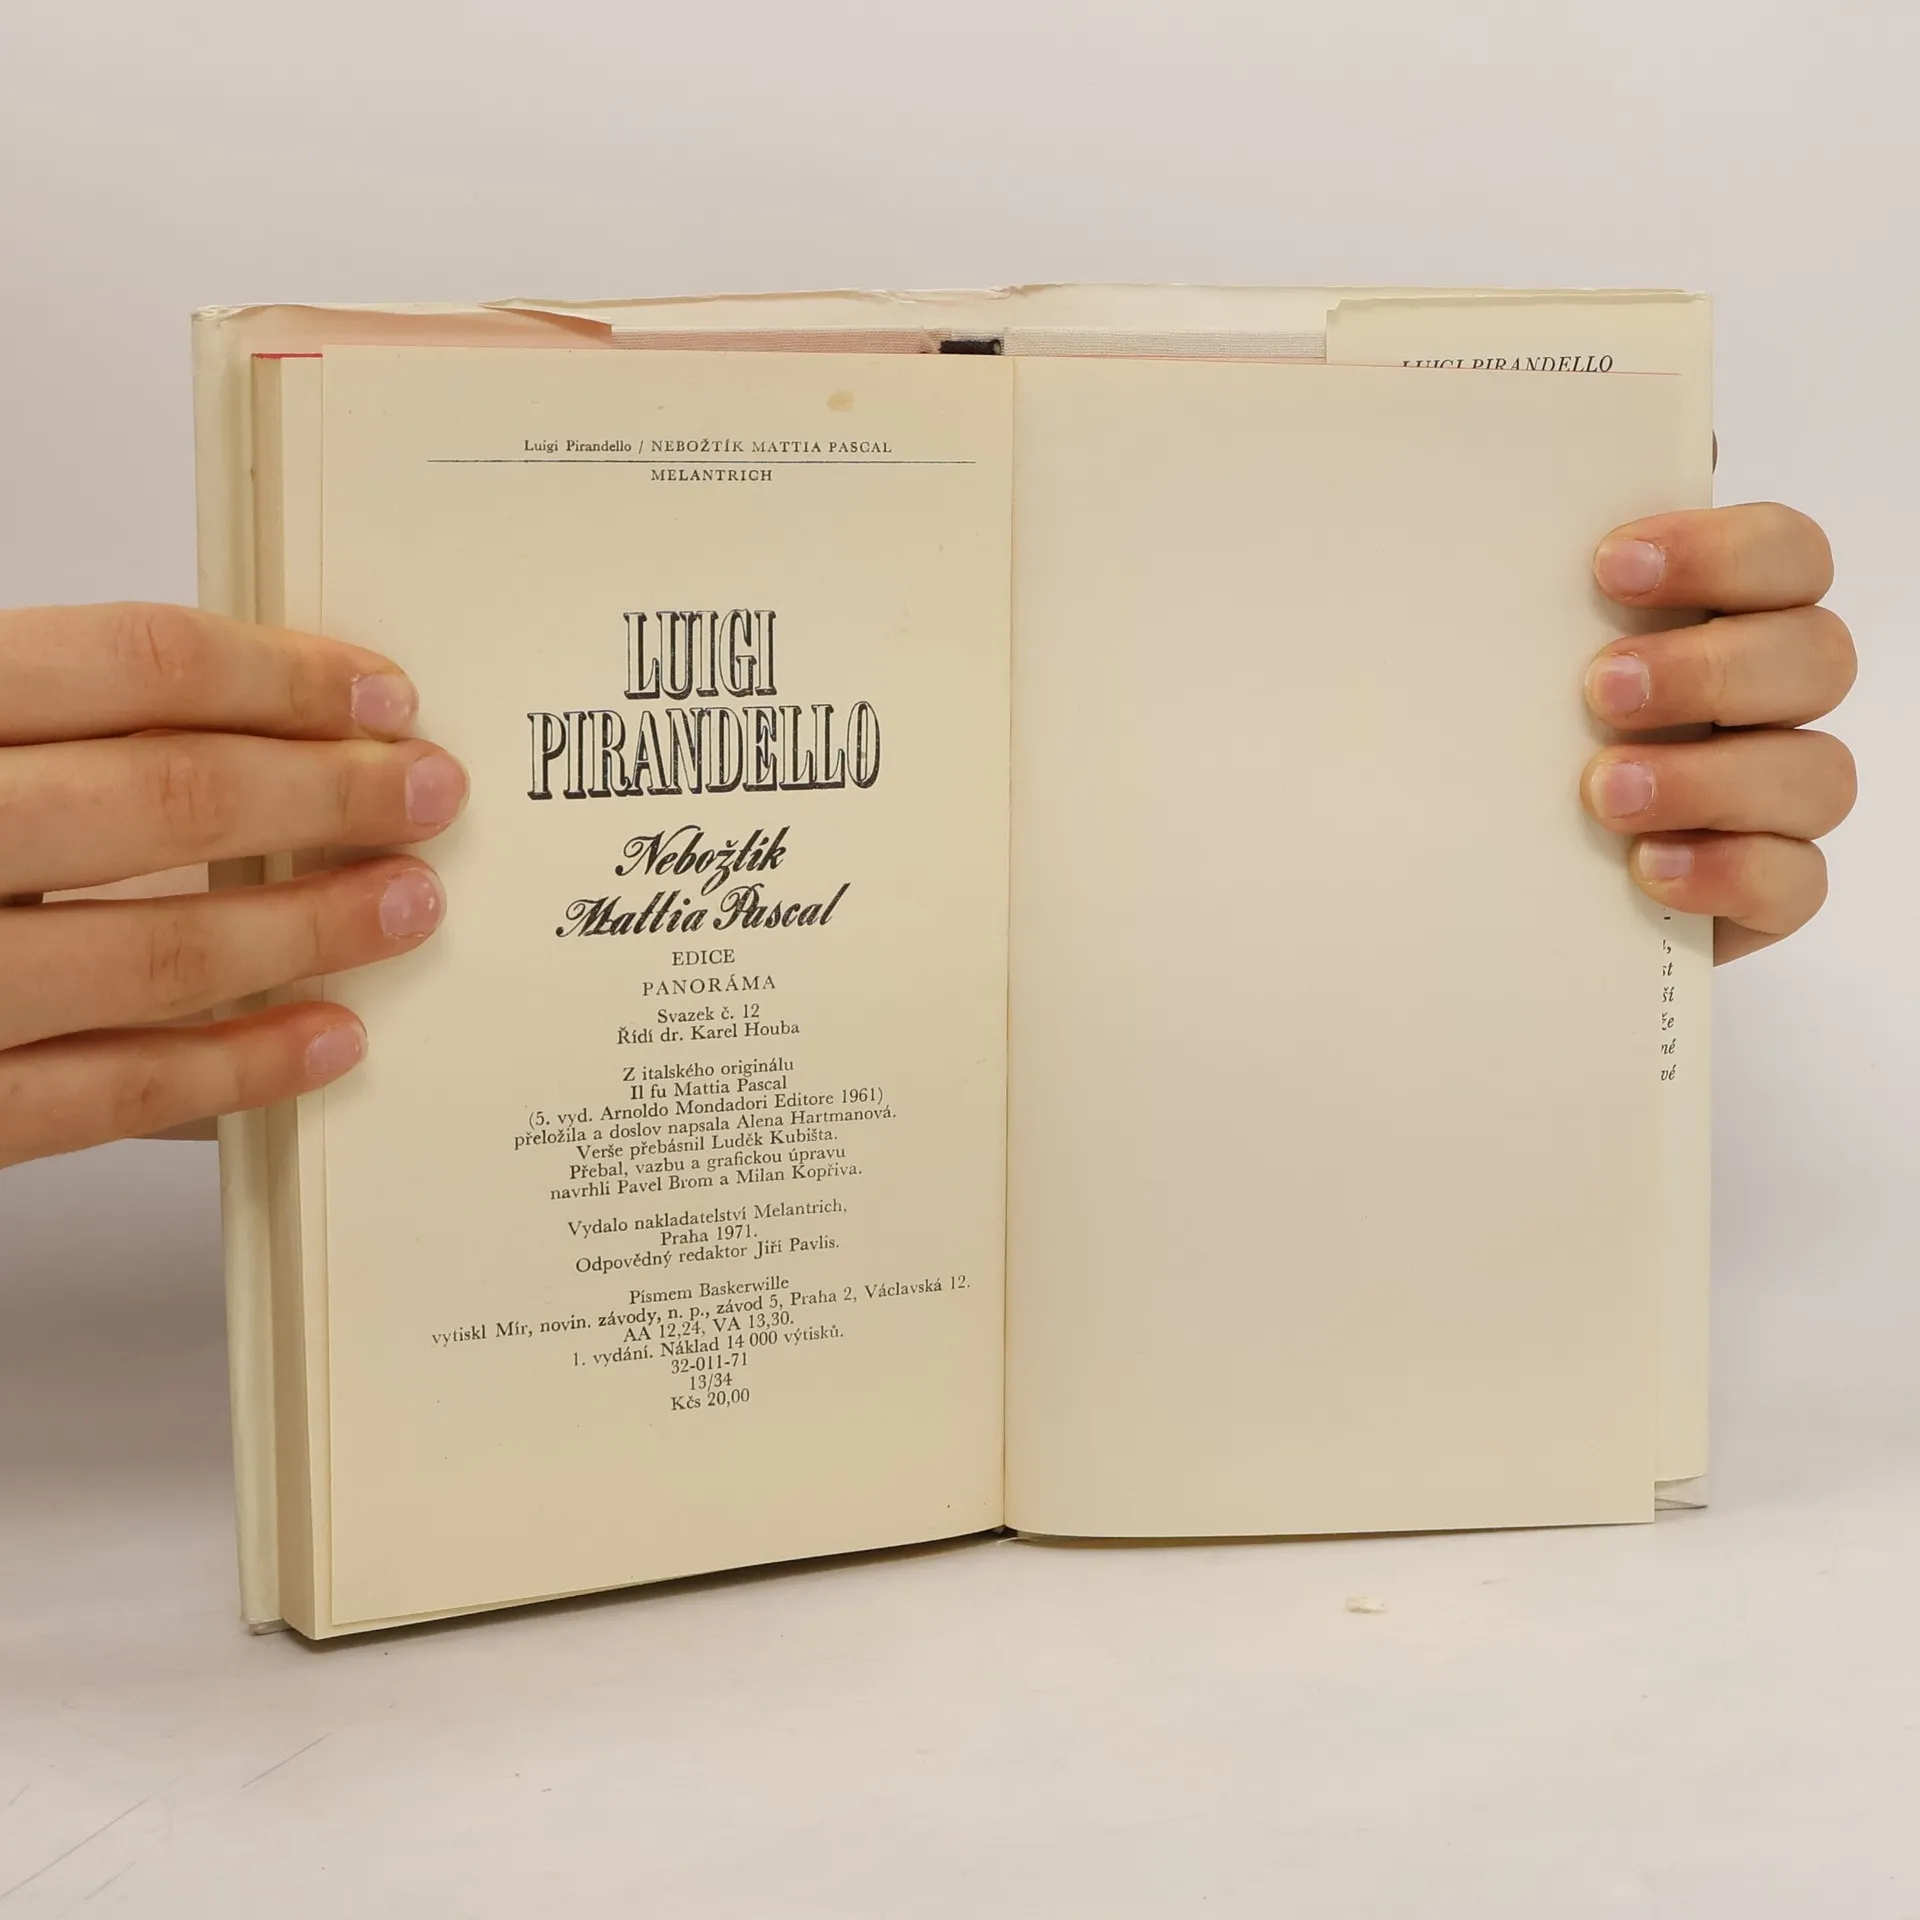 Luigi Pirandello / NEBOŽTÍK MATTIA PASCAL
MELANTRICH
LUIGI
PIRANDELLO
Nebožtík
Mattia Pascal
EDICE
PANORÁMA
Svazek č. 12
Řídí dr. Karel Houba
Z italského originálu
Il fu Mattia Pascal
(5. vyd. Arnoldo Mondadori Editore 1961)
přeložila a doslov napsala Alena Hartmanová.
Verše přebásnil Luděk Kubišta.
Přebal, vazbu a grafickou úpravu
navrhli Pavel Brom a Milan Kopřiva.
Vydalo nakladatelství Melantrich,
Praha 1971.
Odpovědný redaktor Jiří Pavlis.
Písmem Baskerwille
vytiskl Mír, novin. závody, n. p., závod 5, Praha 2, Václavská 12.
AA 12,24, VA 13,30.
1. vydání. Náklad 14 000 výtisků.
32-011-71
13/34
Kčs 20,00
LUIGI PIRANDELLO